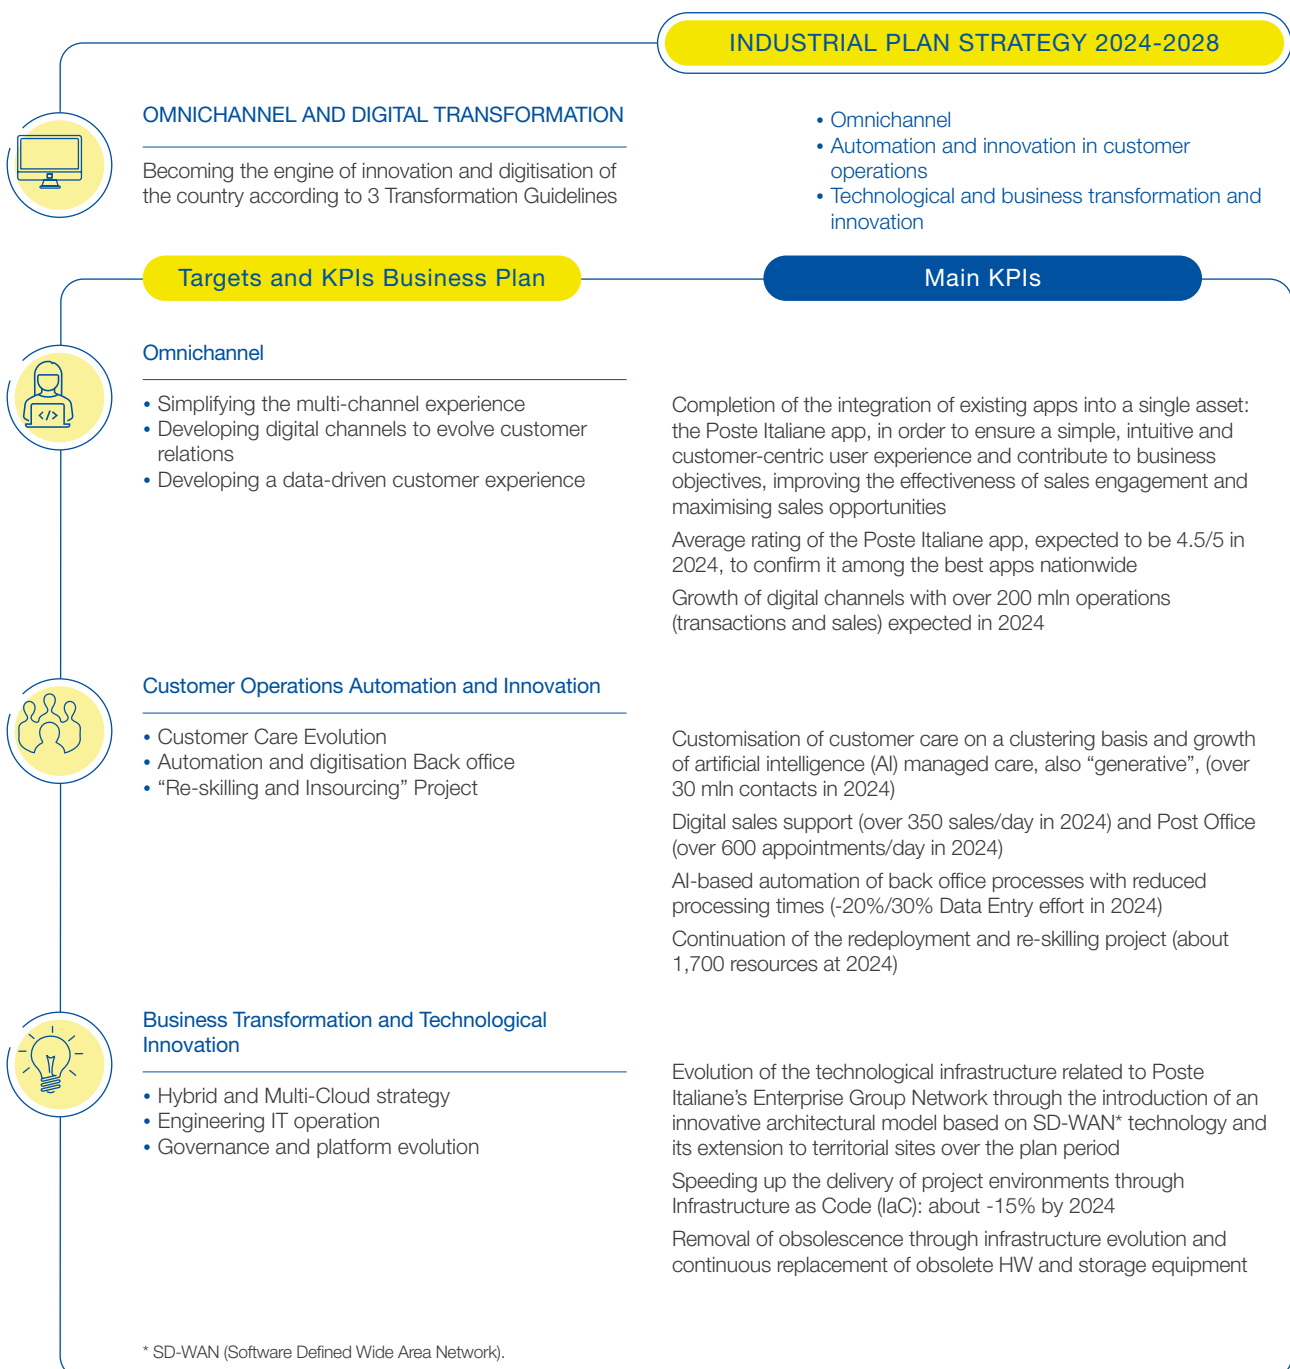 INDUSTRIAL PLAN STRATEGY 2024-2028
OMNICHANNEL AND DIGITAL TRANSFORMATION
Becoming the engine of innovation and digitisation of
the country according to 3 Transformation Guidelines
• Omnichannel
• Automation and innovation in customer
operations
• Technological and business transformation and
innovation
Targets and KPIs Business Plan
Main KPIs
Omnichannel
• Simplifying the multi-channel experience
• Developing digital channels to evolve customer
relations
• Developing a data-driven customer experience
Completion of the integration of existing apps into a single asset:
the Poste Italiane app, in order to ensure a simple, intuitive and
customer-centric user experience and contribute to business
objectives, improving the effectiveness of sales engagement and
maximising sales opportunities
Average rating of the Poste Italiane app, expected to be 4.5/5 in
2024, to confirm it among the best apps nationwide
Growth of digital channels with over 200 mln operations
(transactions and sales) expected in 2024
Customer Operations Automation and Innovation
• Customer Care Evolution
• Automation and digitisation Back office
• “Re-skilling and Insourcing” Project
Customisation of customer care on a clustering basis and growth
of artificial intelligence (AI) managed care, also “generative”, (over
30 mln contacts in 2024)
Digital sales support (over 350 sales/day in 2024) and Post Office
(over 600 appointments/day in 2024)
AI-based automation of back office processes with reduced
processing times (-20%/30% Data Entry effort in 2024)
Continuation of the redeployment and re-skilling project (about
1,700 resources at 2024)
Business Transformation and Technological
Innovation
• Hybrid and Multi-Cloud strategy
• Engineering IT operation
• Governance and platform evolution
Evolution of the technological infrastructure related to Poste
Italiane’s Enterprise Group Network through the introduction of an
innovative architectural model based on SD-WAN* technology and
its extension to territorial sites over the plan period
Speeding up the delivery of project environments through
Infrastructure as Code (IaC): about -15% by 2024
Removal of obsolescence through infrastructure evolution and
continuous replacement of obsolete HW and storage equipment
* SD-WAN (Software Defined Wide Area Network).